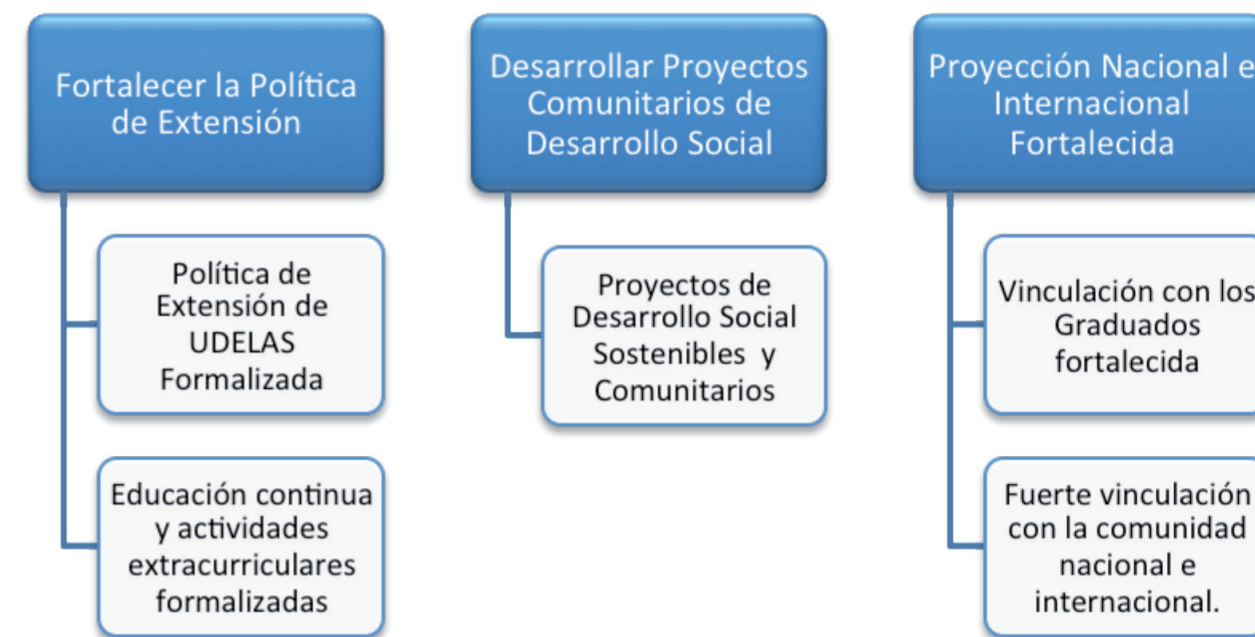 Fortalecer la Política
de Extensión
Política de
Extensión de
UDELAS
Formalizada
Educación continua
y actividades
extracurriculares
formalizadas
Desarrollar Proyectos
Comunitarios de
Desarrollo Social
Proyectos de
Desarrollo Social
Sostenibles y
Comunitarios
Proyección Nacional e
Internacional
Fortalecida
Vinculación con los
Graduados
fortalecida
Fuerte vinculación
con la comunidad
nacional e
internacional.